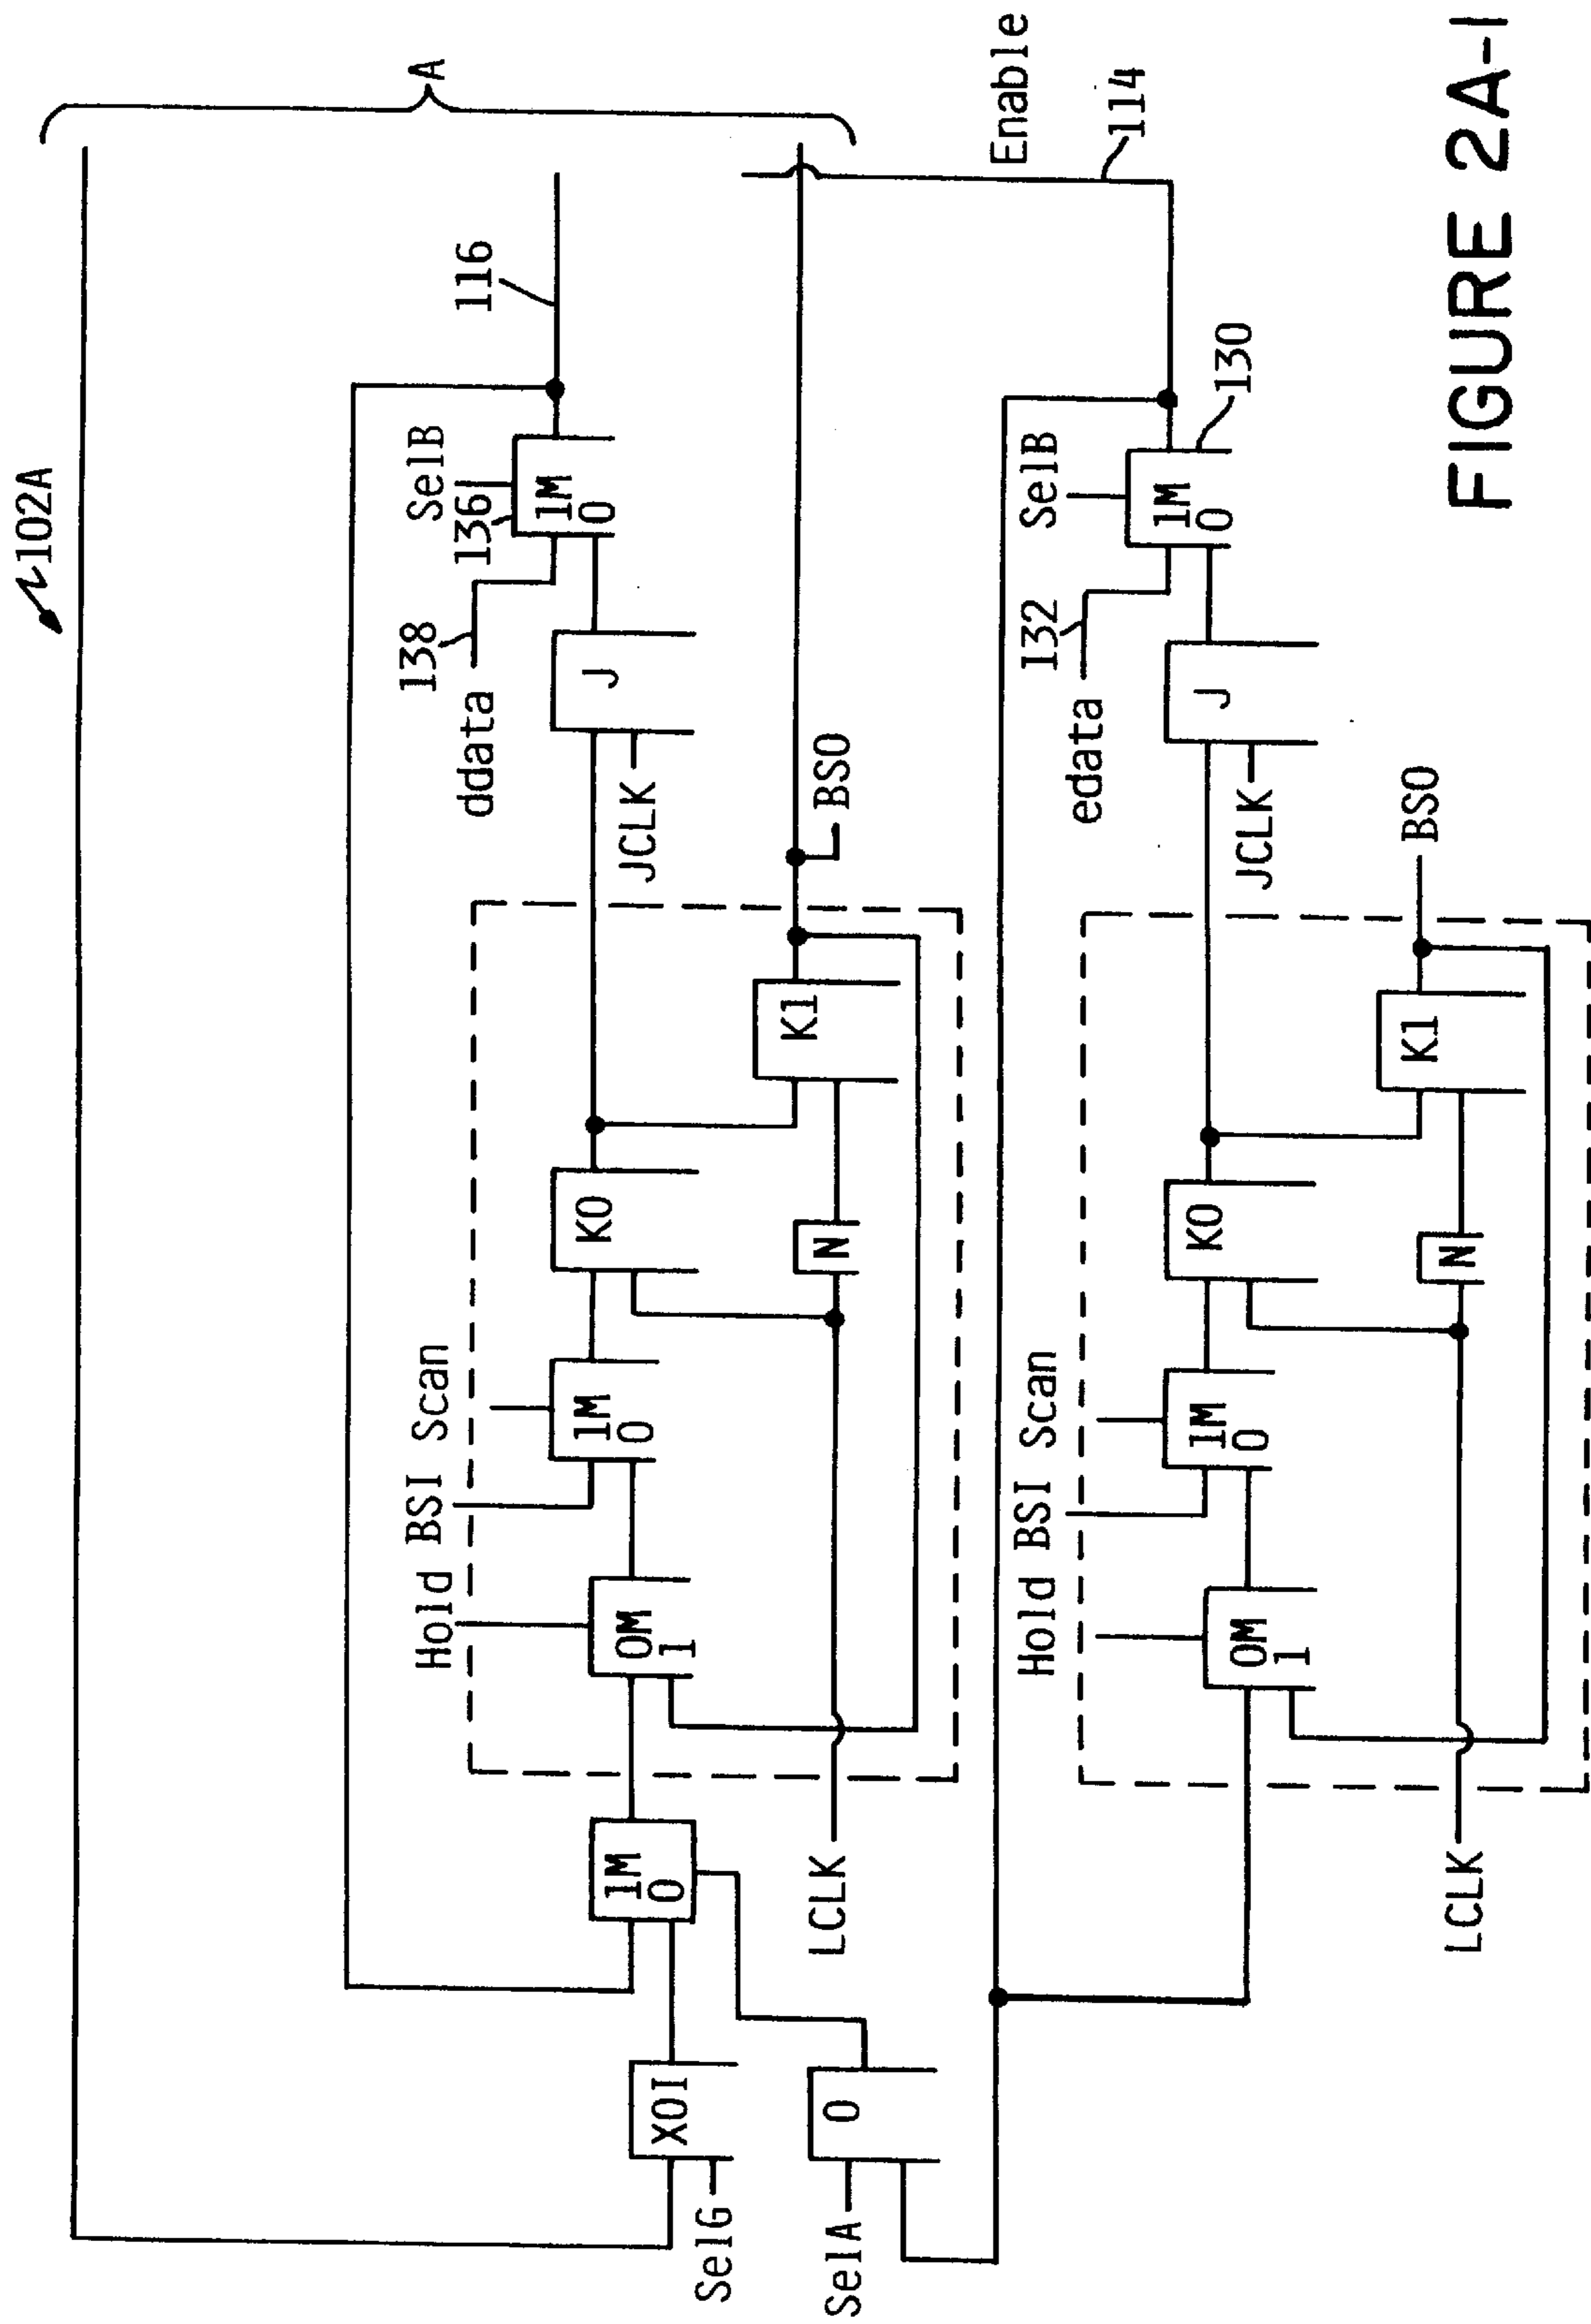 102A
A
SelB
136
116
138
ddata
1M
0
J
JCLK
Hold BSI Scan
0M
1
1M
0
K0
K1
N
BSO
1M
0
XOI
SelG
SelA
O
LCLK
Enable
114
SelB
132
edata
1M
0
130
J
JCLK
Hold BSI Scan
0M
1
1M
0
K0
K1
N
BSO
LCLK
FIGURE 2A-1